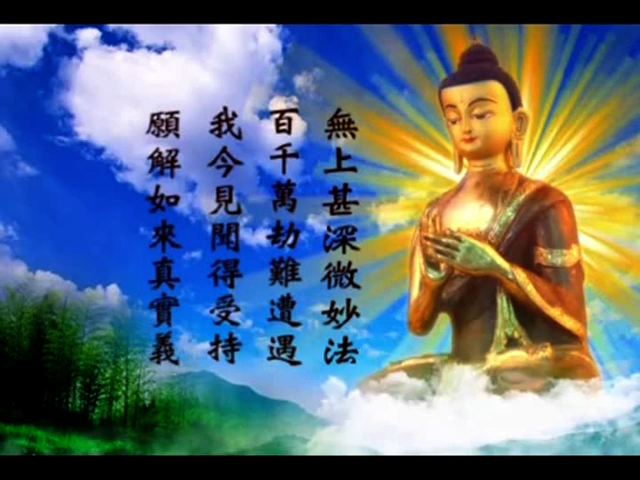 無上甚深微妙法
百千萬劫難遭遇
我今見聞得受持
願解如來真實義